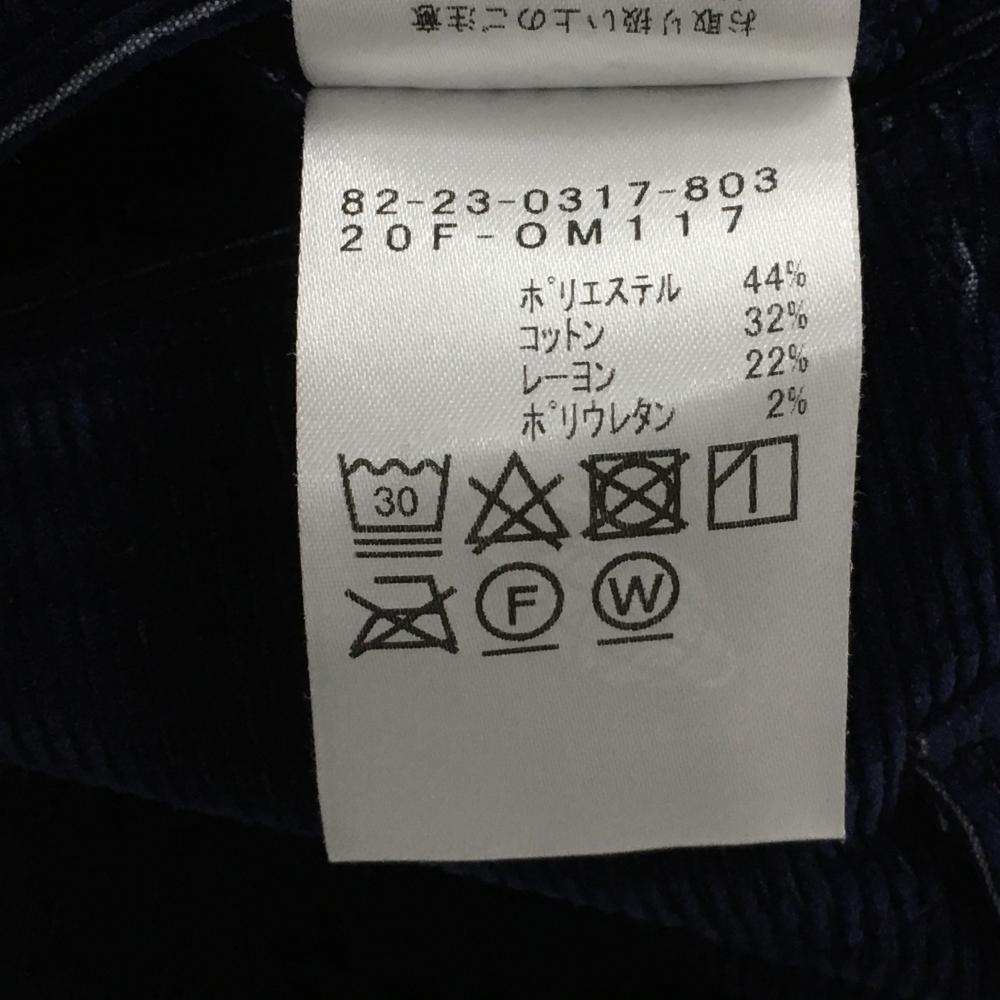 お取り扱い上のご注意
82-23-0317-803
20F-OM117
ポリエステル 44%
コットン 32%
レーヨン 22%
ポリウレタン 2%
30
F W